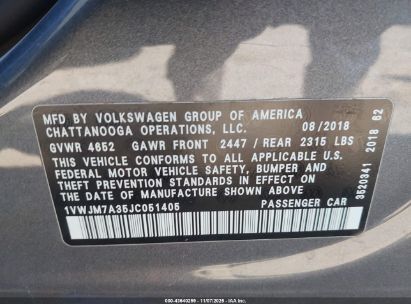 MFD BY VOLKSWAGEN GROUP OF AMERICA
CHATTANOOGA OPERATIONS, LLC. 08/2018
GVWR 4652 GAWR FRONT 2447 / REAR 2315 LBS
THIS VEHICLE CONFORMS TO ALL APPLICABLE U.S.
FEDERAL MOTOR VEHICLE SAFETY, BUMPER AND
THEFT PREVENTION STANDARDS IN EFFECT ON
THE DATE OF MANUFACTURE SHOWN ABOVE
1VWJM7A35JC051405 PASSENGER CAR
3520341 2018 62